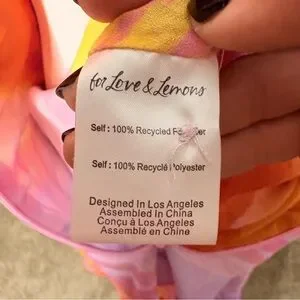 for Love & Lemons
Self : 100% Recycled
Self : 100% Recyclé Polyester
Designed In Los Angeles
Assembled In China
Conçu à Los Angeles
Assemblé en Chine